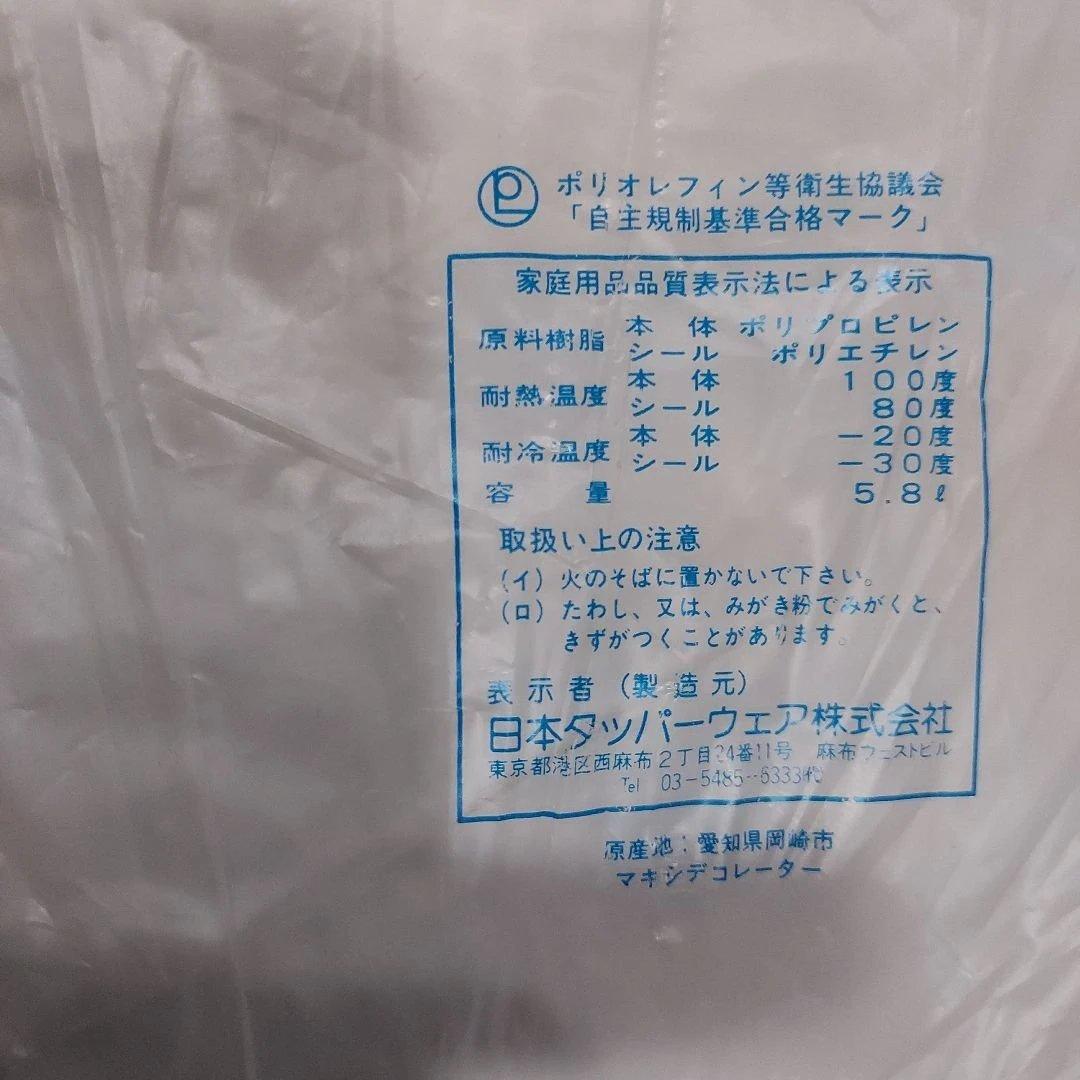 ポリオレフィン等衛生協議会
「自主規制基準合格マーク」
家庭用品品質表示法による表示
原料樹脂 本体 ポリプロピレン
シール ポリエチレン
耐熱温度 本体 100度
シール 80度
耐冷温度 本体 −20度
シール −30度
容量 5.8ℓ
取扱い上の注意
(イ) 火のそばに置かないで下さい。
(ロ) たわし、又は、みがき粉でみがくと、
きずがつくことがあります。
表示者 (製造元)
日本タッパーウェア株式会社
東京都港区西麻布2丁目24番11号 麻布ウエストビル
Tel 03-5485-6333代
原産地：愛知県岡崎市
マキシデコレーター